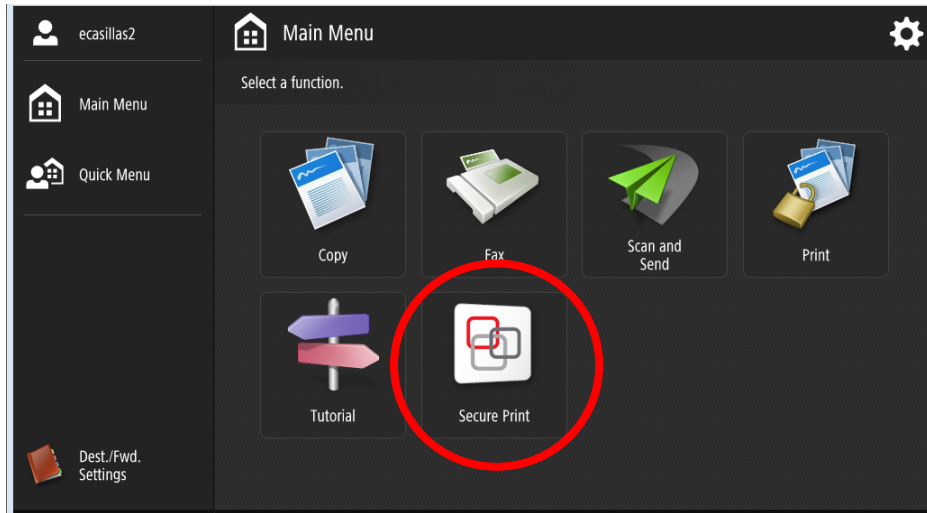 ecasillas2
Main Menu
Main Menu
Quick Menu
Select a function.
Copy
Fax
Scan and
Send
Print
Tutorial
Secure Print
Dest./Fwd.
Settings